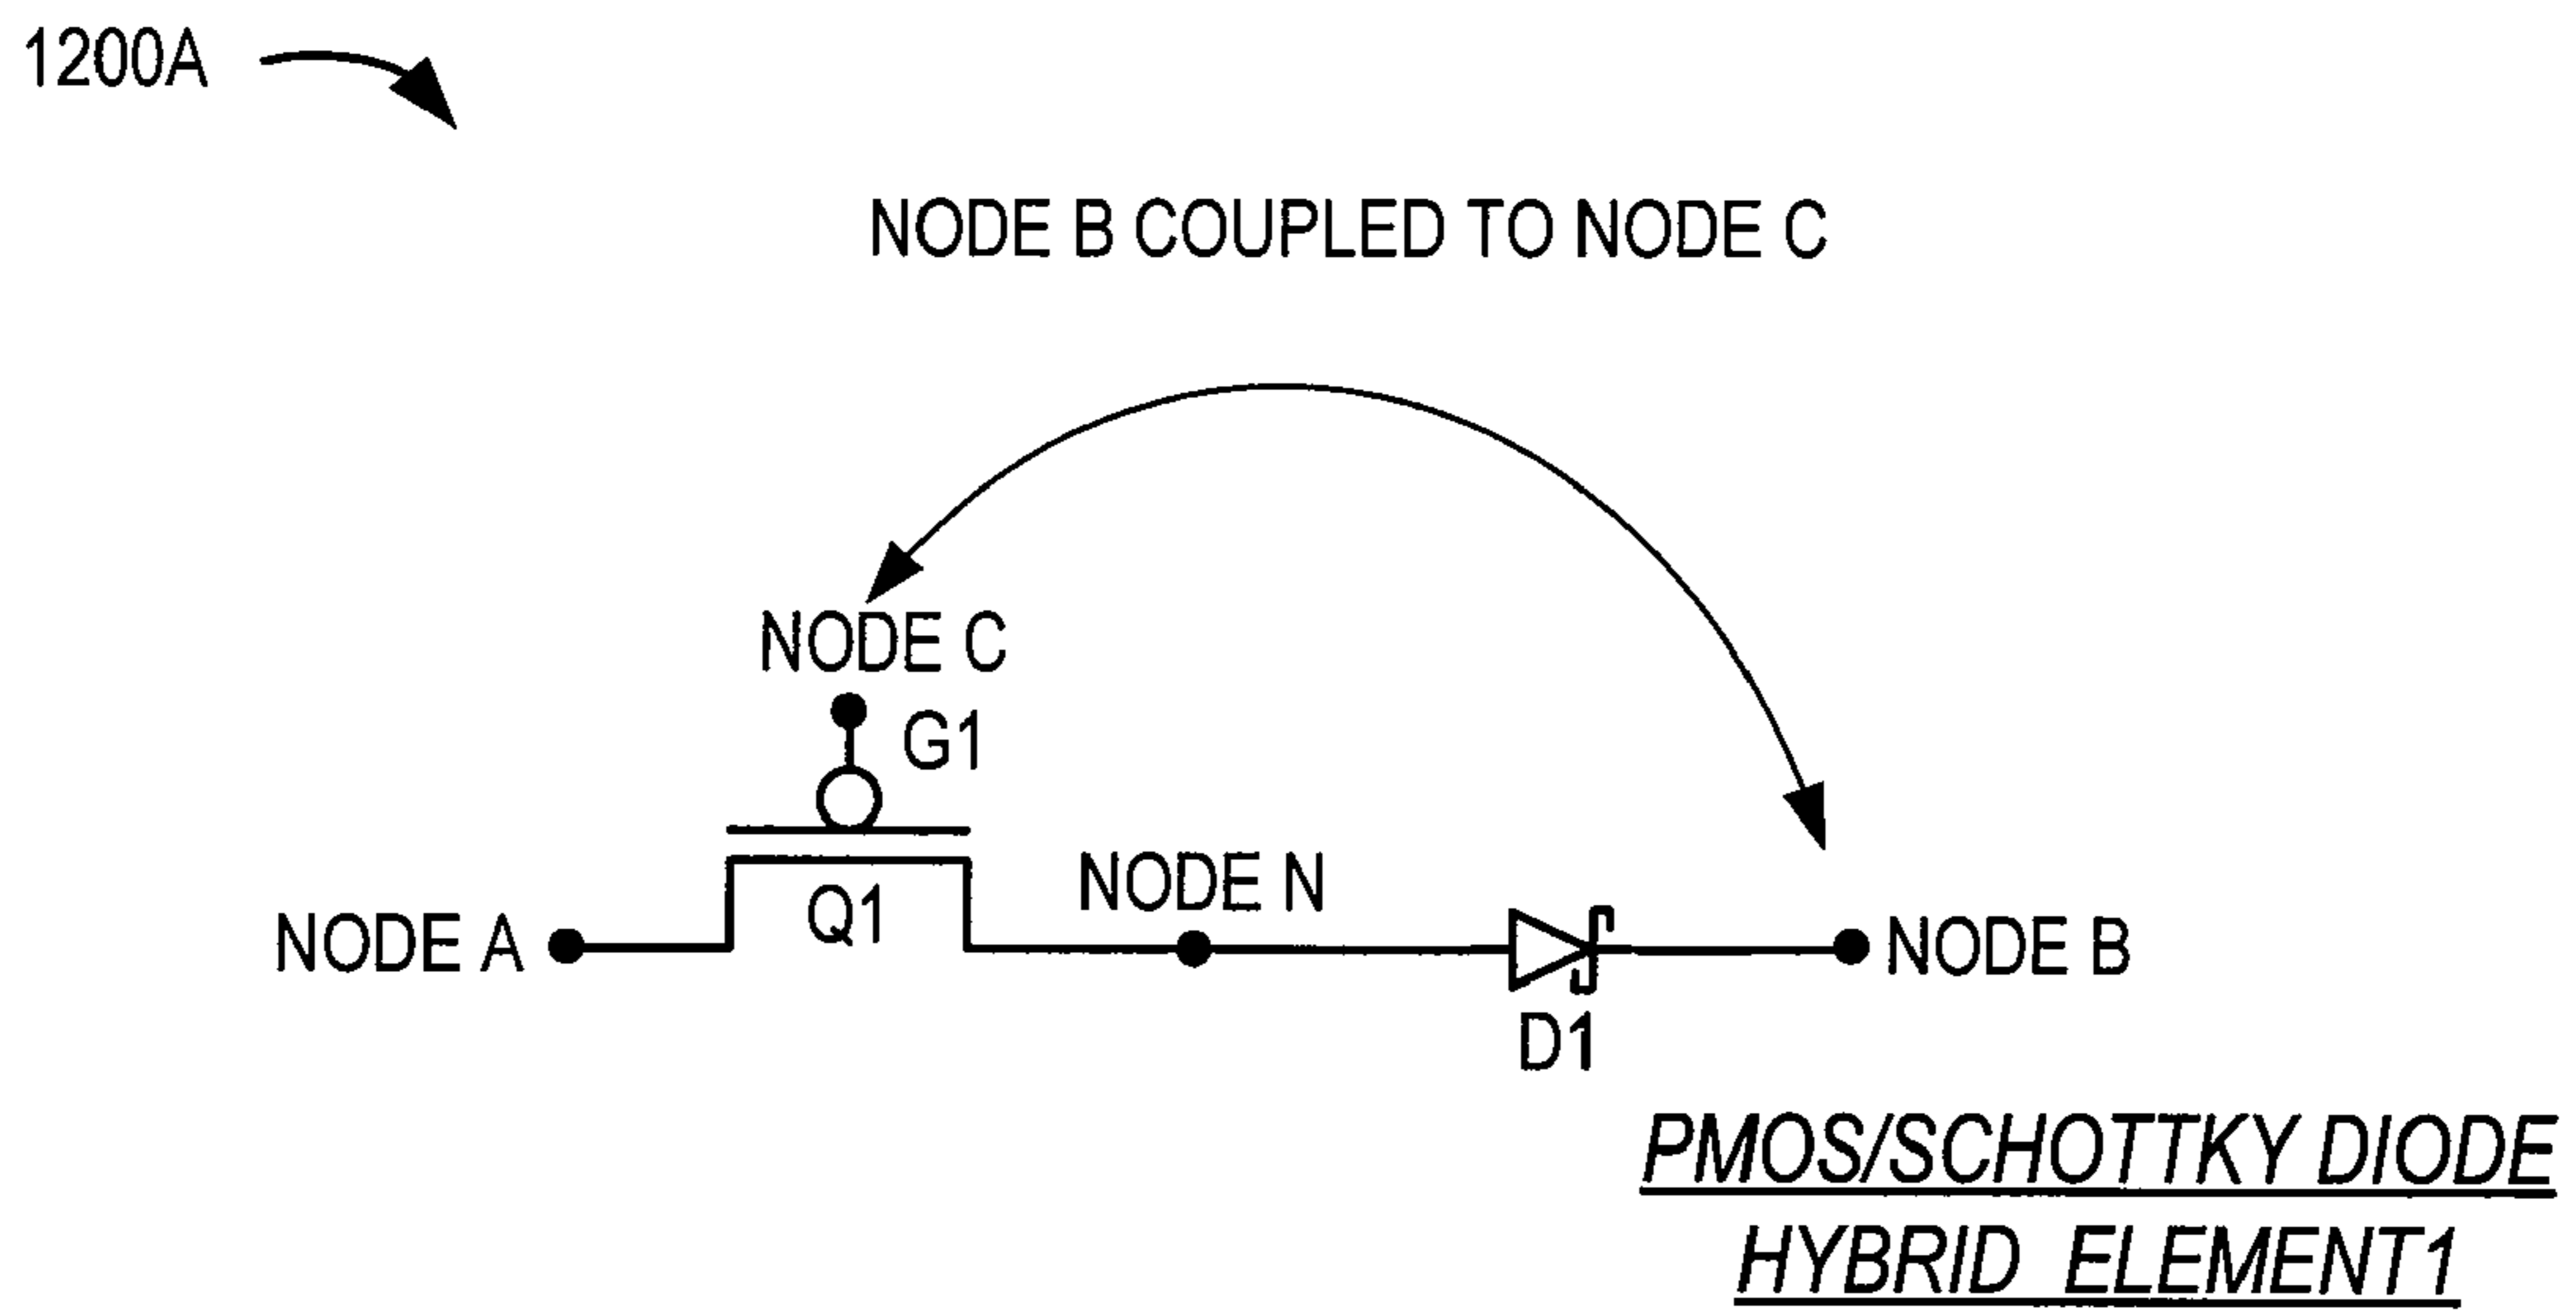 1200A
NODE B COUPLED TO NODE C
NODE C
G1
NODE N
Q1
NODE A
NODE B
D1
PMOS/SCHOTTKY DIODE
HYBRID ELEMENT1